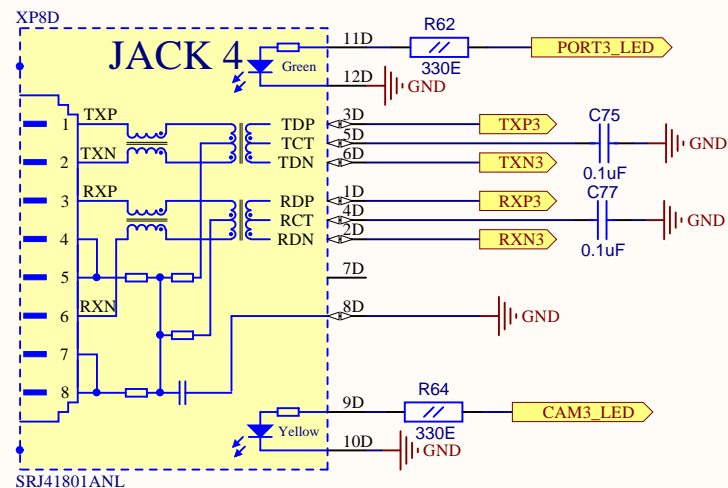 XP8D
JACK 4
11D
R62
330E
PORT3_LED
Green
12D
GND
1
TXP
TDP
3D
TXP3
C75
0.1uF
GND
TCT
5D
2
TXN
TDN
6D
TXN3
3
RXP
RDP
1D
RXP3
C77
0.1uF
GND
RCT
4D
4
RDN
2D
RXN3
5
7D
6
RXN
8D
GND
7
8
9D
R64
330E
CAM3_LED
Yellow
10D
GND
SRJ41801ANL